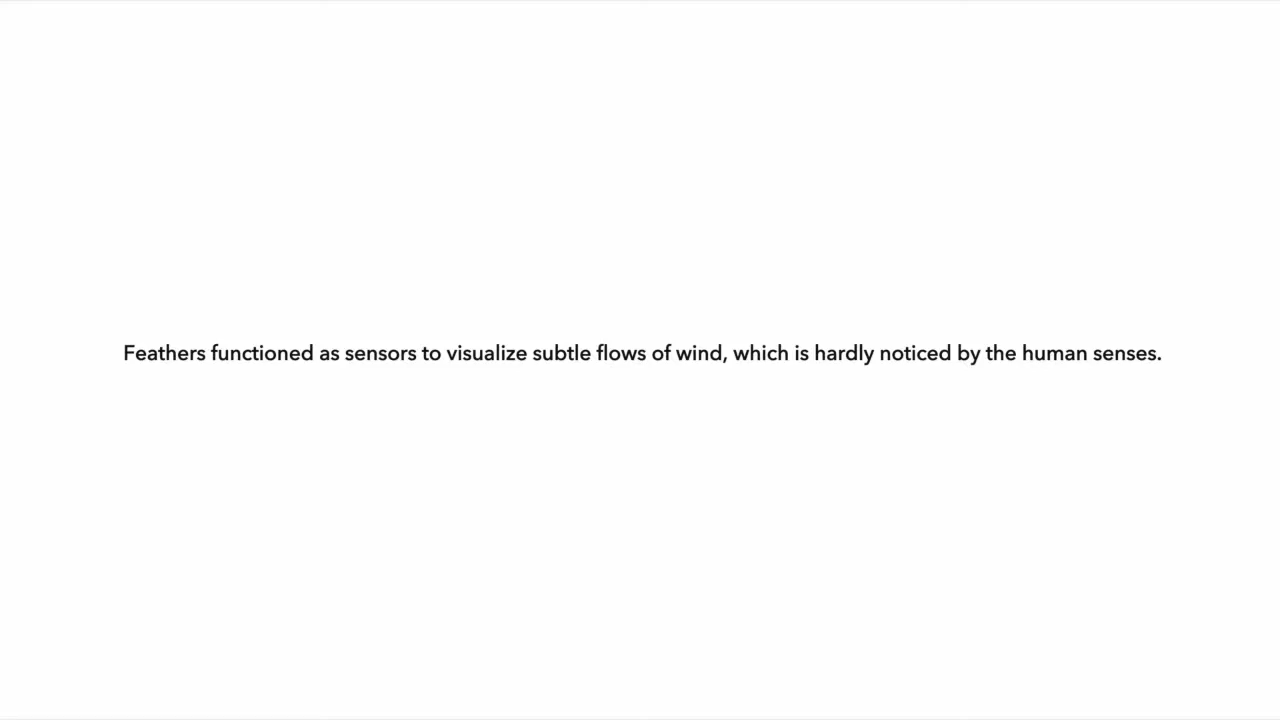 Feathers functioned as sensors to visualize subtle flows of wind, which is hardly noticed by the human senses.